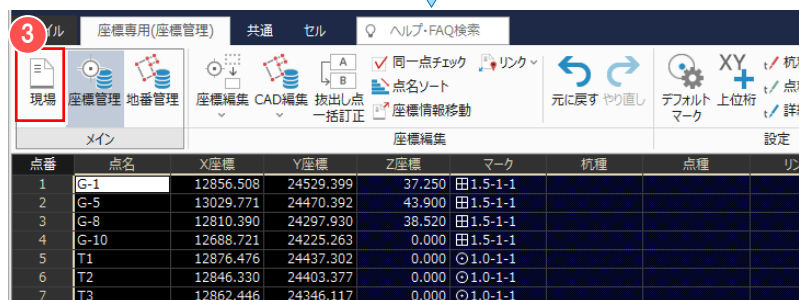 3 イル 座標専用(座標管理) 共通 セル ヘルプ・FAQ検索
現場 座標管理 地番管理 座標編集 CAD編集 抜出し点一括訂正 A B 同一点チェック リンク 元に戻す やり直し デフォルトマーク XY 上位桁 杭種
点名ソート 点種
座標情報移動 詳細
メイン 座標編集 設定
点番 点名 X座標 Y座標 Z座標 マーク 杭種 点種 リン
1 G-1 12856.508 24529.399 37.250 1.5-1-1
2 G-5 13029.771 24470.392 43.900 1.5-1-1
3 G-8 12810.390 24297.930 38.520 1.5-1-1
4 G-10 12688.721 24225.263 0.000 1.5-1-1
5 T1 12876.476 24437.302 0.000 1.0-1-1
6 T2 12846.330 24403.377 0.000 1.0-1-1
7 T3 12862.446 24346.117 0.000 1.0-1-1